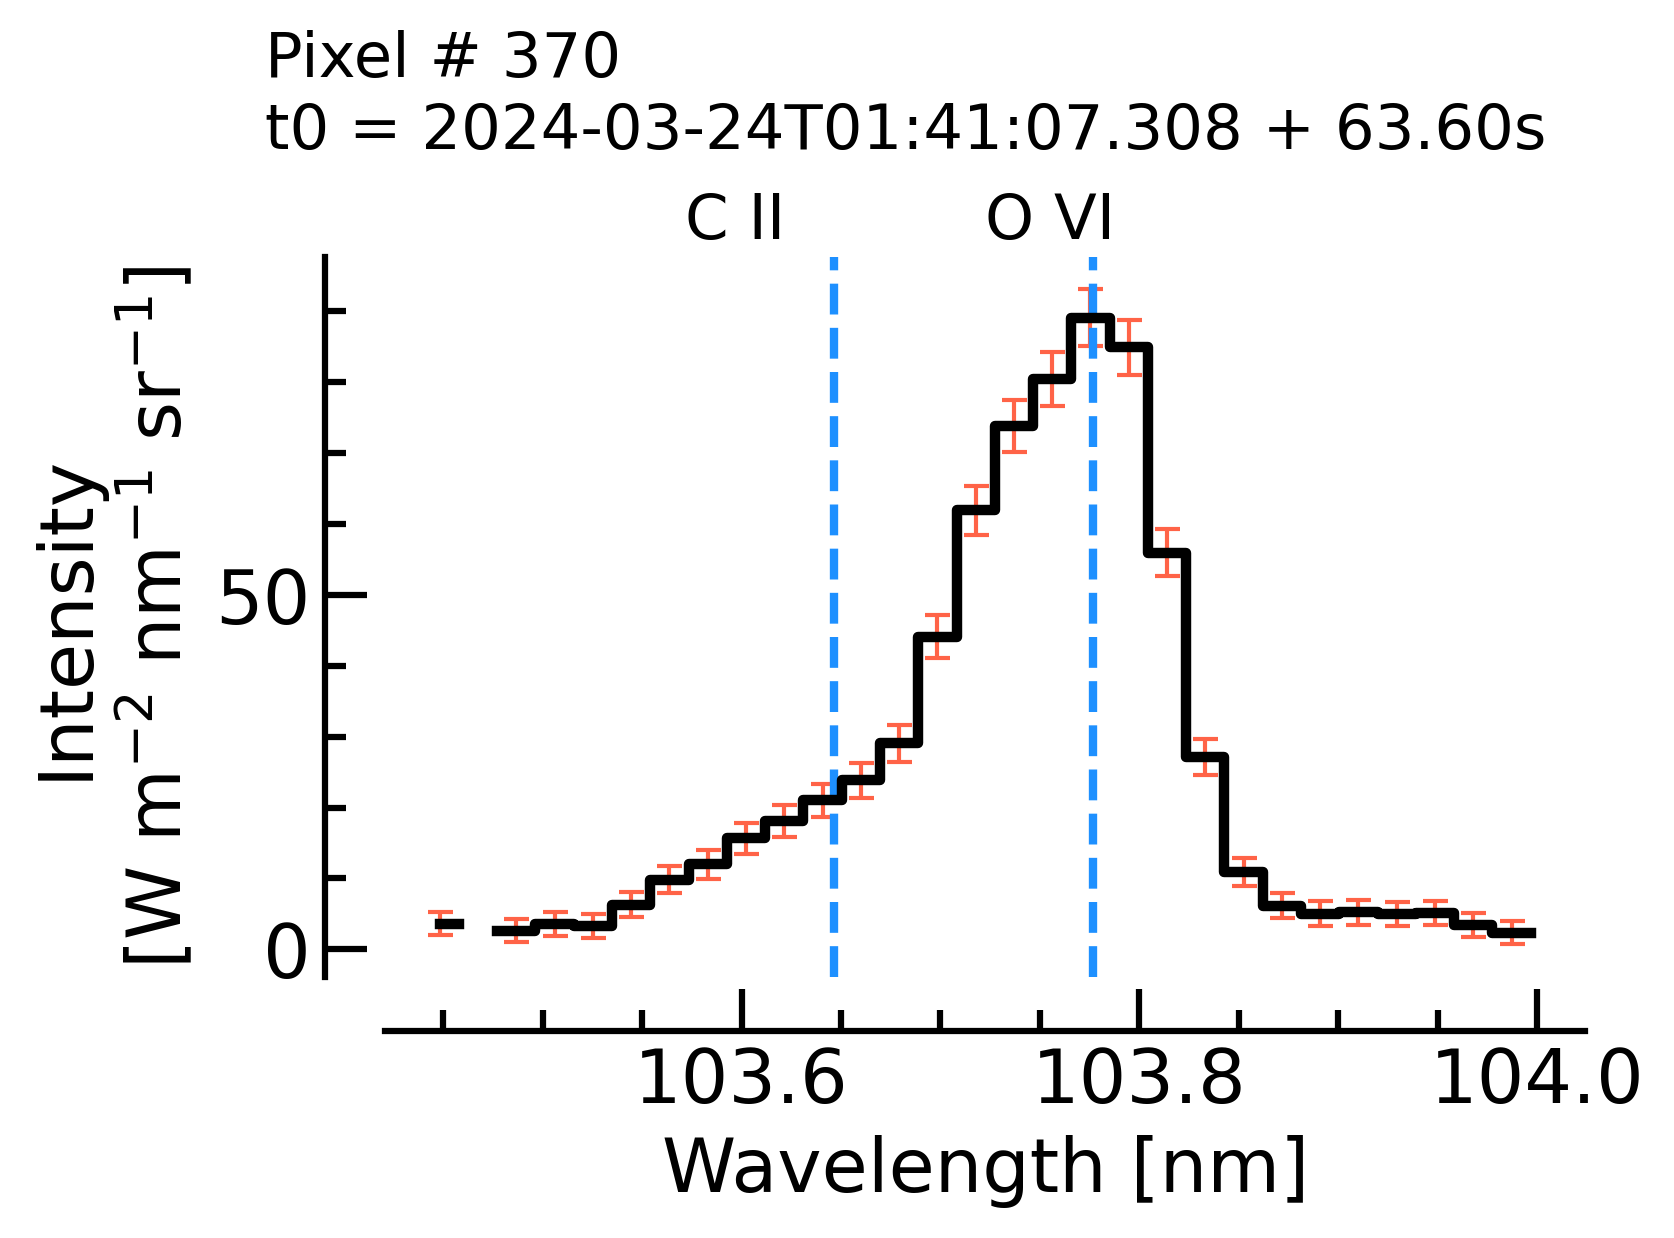 Pixel # 370
t0 = 2024-03-24T01:41:07.308 + 63.60s
C II O VI
Intensity
[W m⁻² nm⁻¹ sr⁻¹]
50
0
103.6 103.8 104.0
Wavelength [nm]